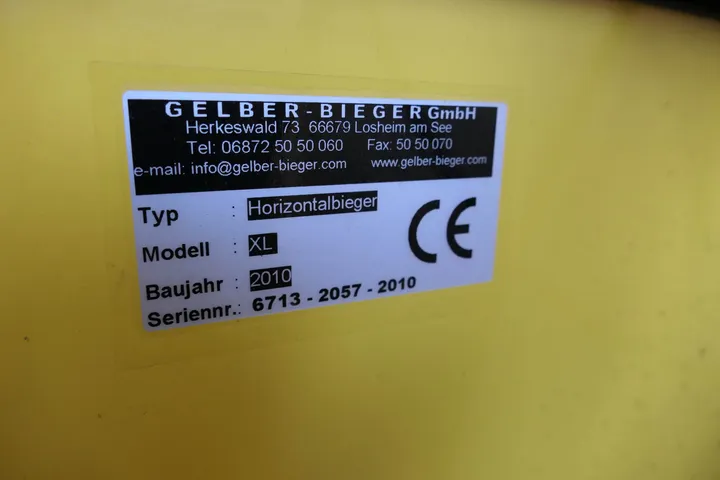 GELBER-BIEGER GmbH
Herkeswald 73 66679 Losheim am See
Tel: 06872 50 50 060 Fax: 50 50 070
e-mail: info@gelber-bieger.com www.gelber-bieger.com
Typ : Horizontalbieger
Modell : XL
Baujahr : 2010
Seriennr.: 6713 - 2057 - 2010
CE